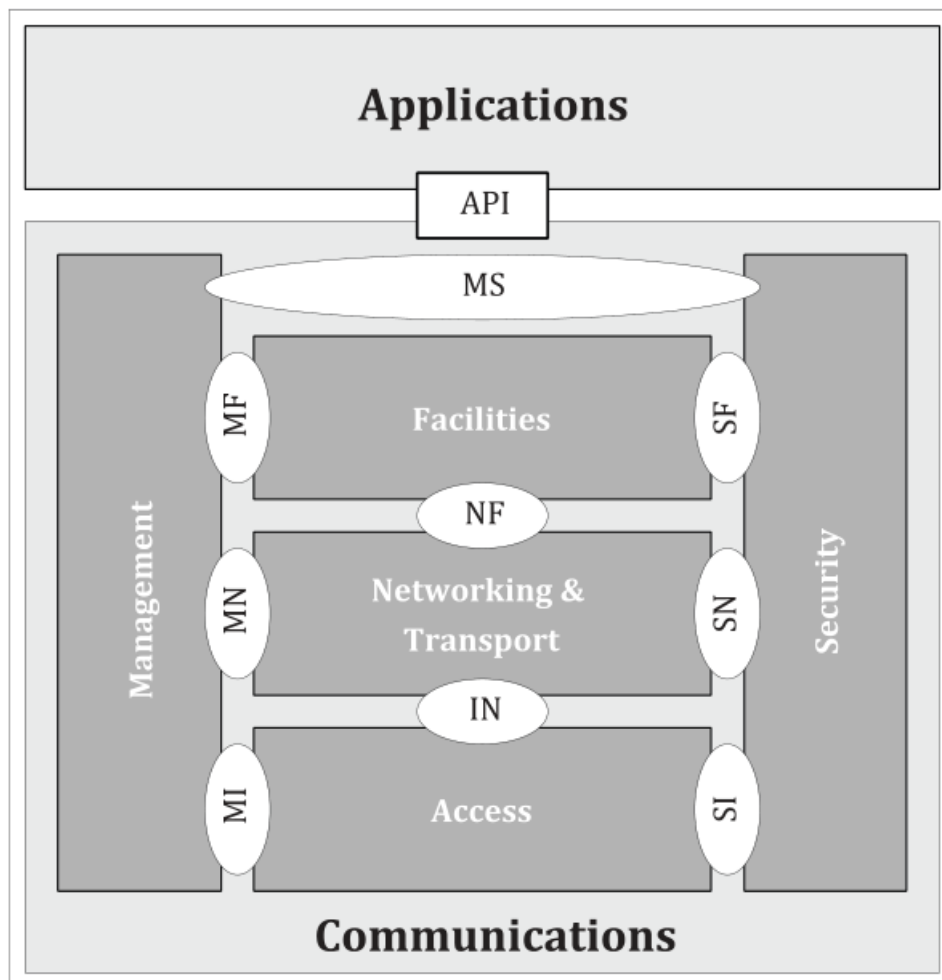 Applications
API
MS
MF
Facilities
SF
NF
Management
MN
Networking &
Transport
SN
Security
IN
MI
Access
SI
Communications